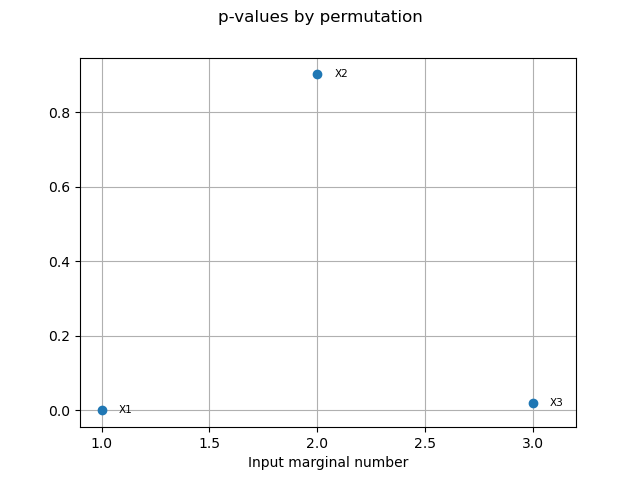 p-values by permutation
X2
0.8
0.6
0.4
0.2
0.0
X1
X3
1.0 1.5 2.0 2.5 3.0
Input marginal number